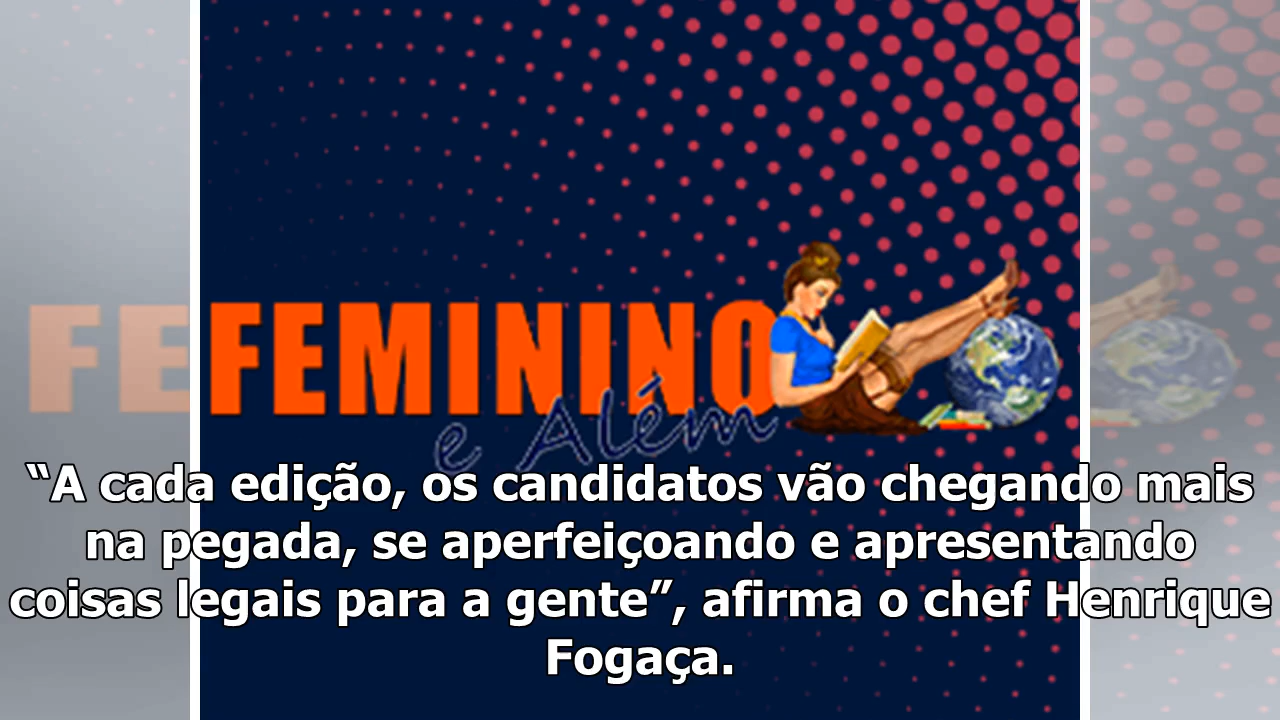 FEMININO
e Além
“A cada edição, os candidatos vão chegando mais
na pegada, se aperfeiçoando e apresentando
coisas legais para a gente”, afirma o chef Henrique
Fogaça.
FE